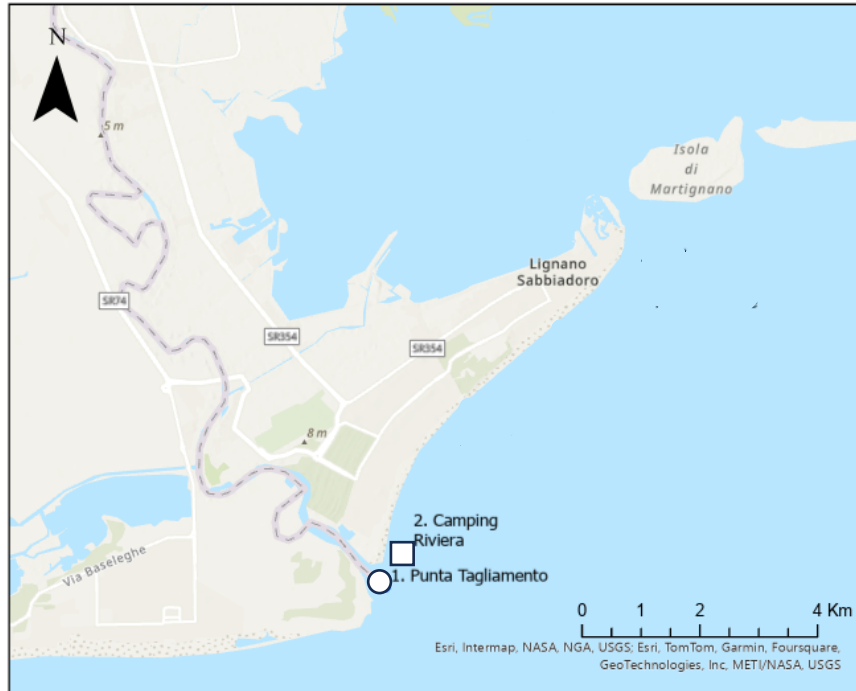 N
5 m
Isola
di
Martignano
Lignano
Sabbiadoro
SR74
SR354
SR354
8 m
2. Camping
Riviera
1. Punta Tagliamento
Via Baseleghe
0 1 2 4 Km
Esri, Intermap, NASA, NGA, USGS; Esri, TomTom, Garmin, Foursquare,
GeoTechnologies, Inc, METI/NASA, USGS